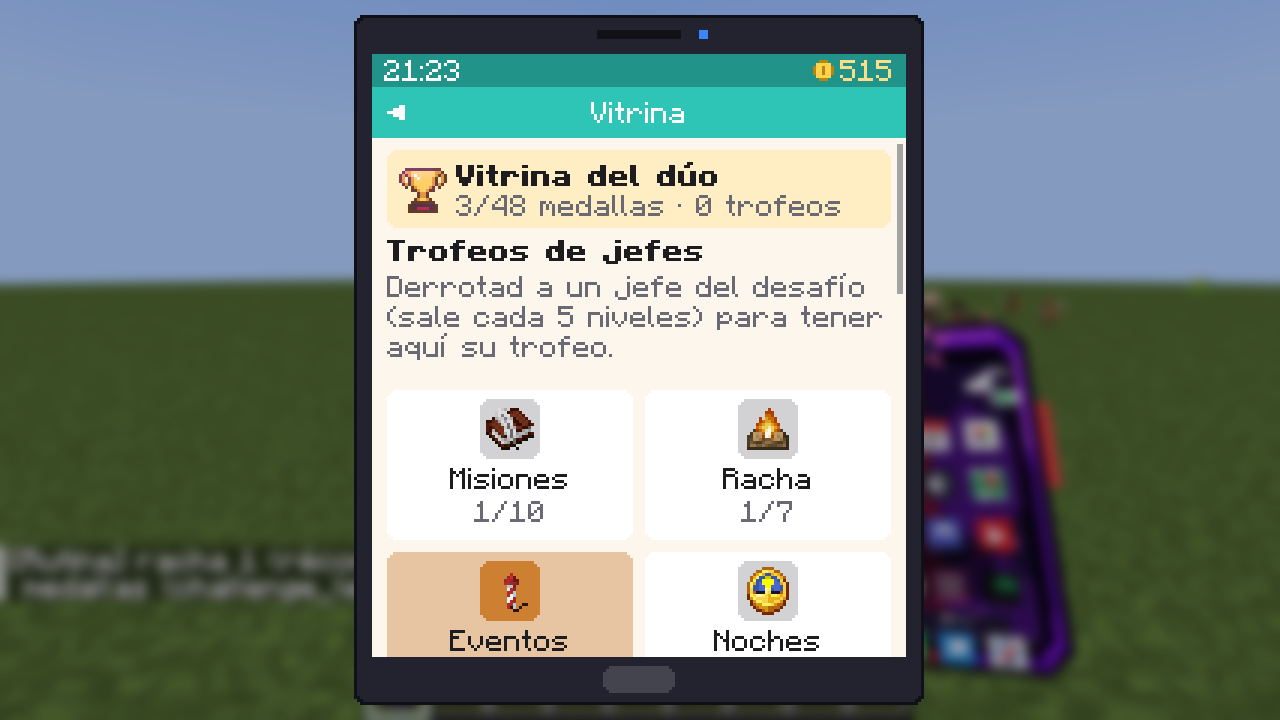 21:23
515
Vitrina
Vitrina del dúo
3/48 medallas · 0 trofeos
Trofeos de jefes
Derrotad a un jefe del desafío
(sale cada 5 niveles) para tener
aquí su trofeo.
Misiones
1/10
Racha
1/7
Eventos
Noches